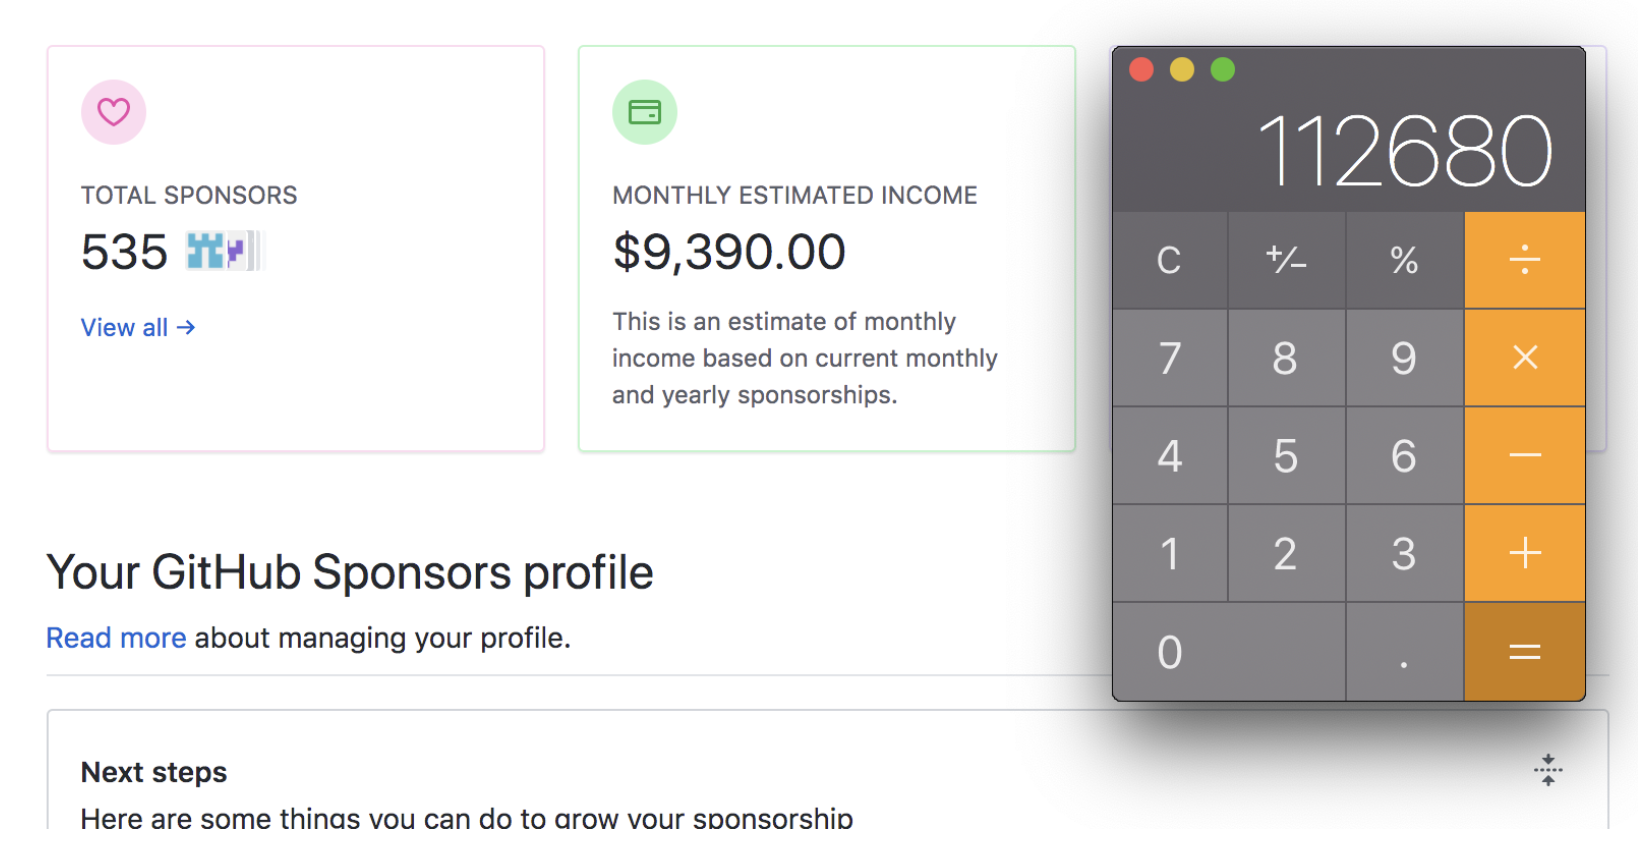 TOTAL SPONSORS
535
View all →
MONTHLY ESTIMATED INCOME
$9,390.00
This is an estimate of monthly
income based on current monthly
and yearly sponsorships.
112680
C +/− % ÷
7 8 9 ×
4 5 6 −
1 2 3 +
0 . =
Your GitHub Sponsors profile
Read more about managing your profile.
Next steps
Here are some things you can do to grow your sponsorship